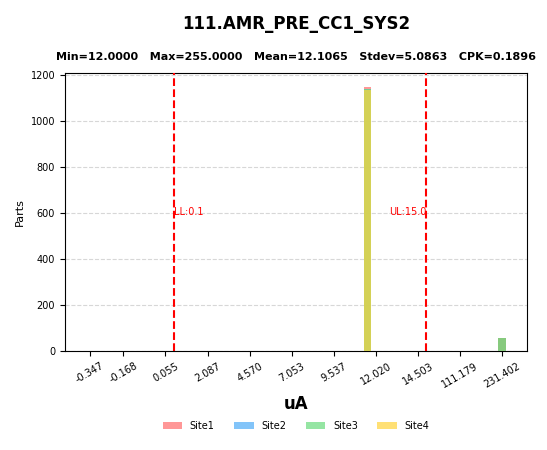 111.AMR_PRE_CC1_SYS2
Min=12.0000 Max=255.0000 Mean=12.1065 Stdev=5.0863 CPK=0.1896
1200
1000
800
600
400
200
0
Parts
LL:0.1
UL:15.0
-0.347 -0.168 0.055 2.087 4.570 7.053 9.537 12.020 14.503 111.179 231.402
uA
Site1 Site2 Site3 Site4